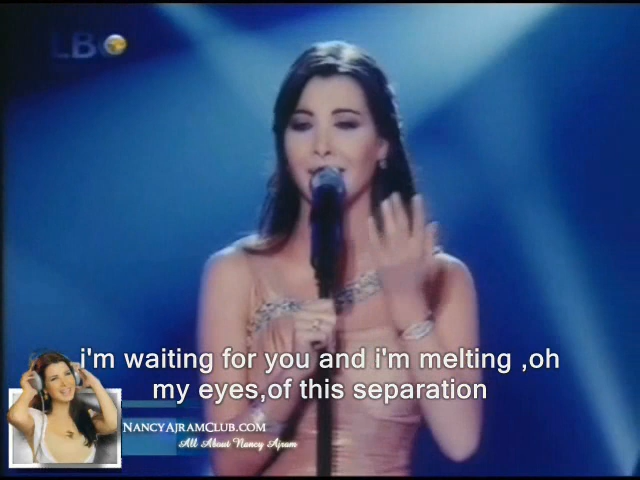 LBC
i'm waiting for you and i'm melting ,oh
my eyes,of this separation
NancyAjramClub.com
All About Nancy Ajram